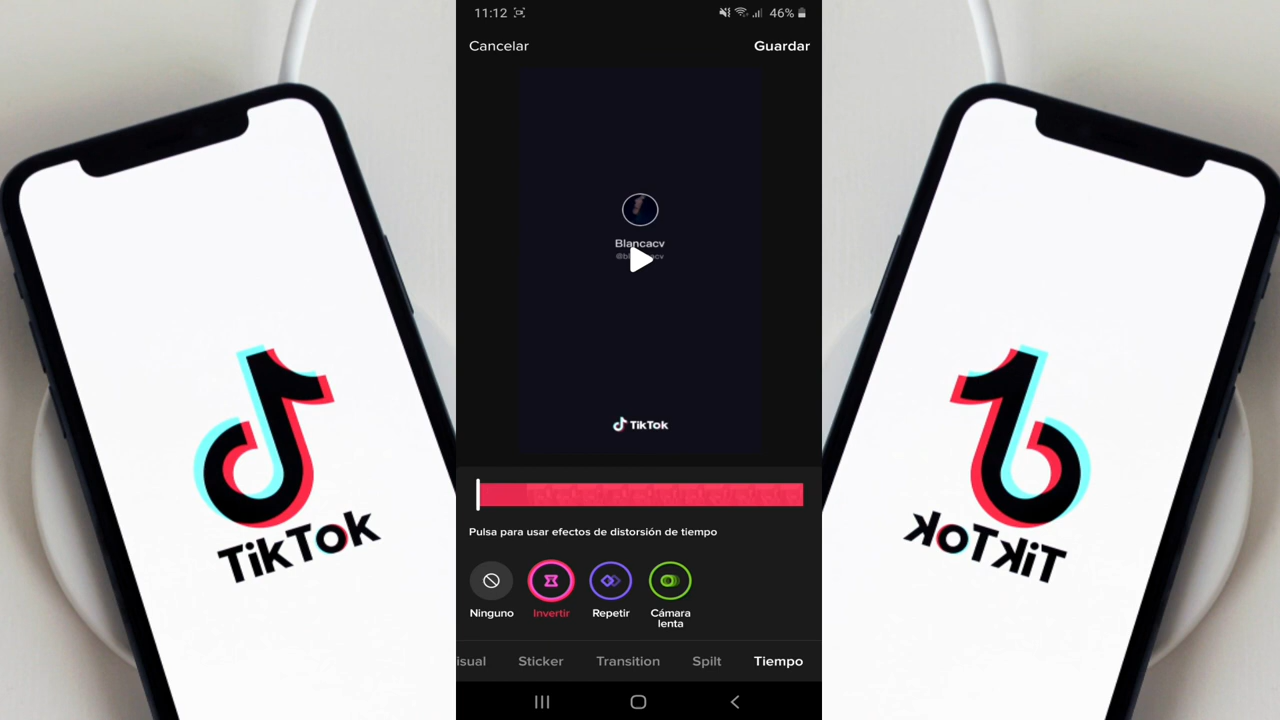 11:12
46%
Cancelar
Guardar
Blancacv
TikTok
Pulsa para usar efectos de distorsión de tiempo
Ninguno
Invertir
Repetir
Cámara
lenta
isual
Sticker
Transition
Spilt
Tiempo
TikTok
TikTok